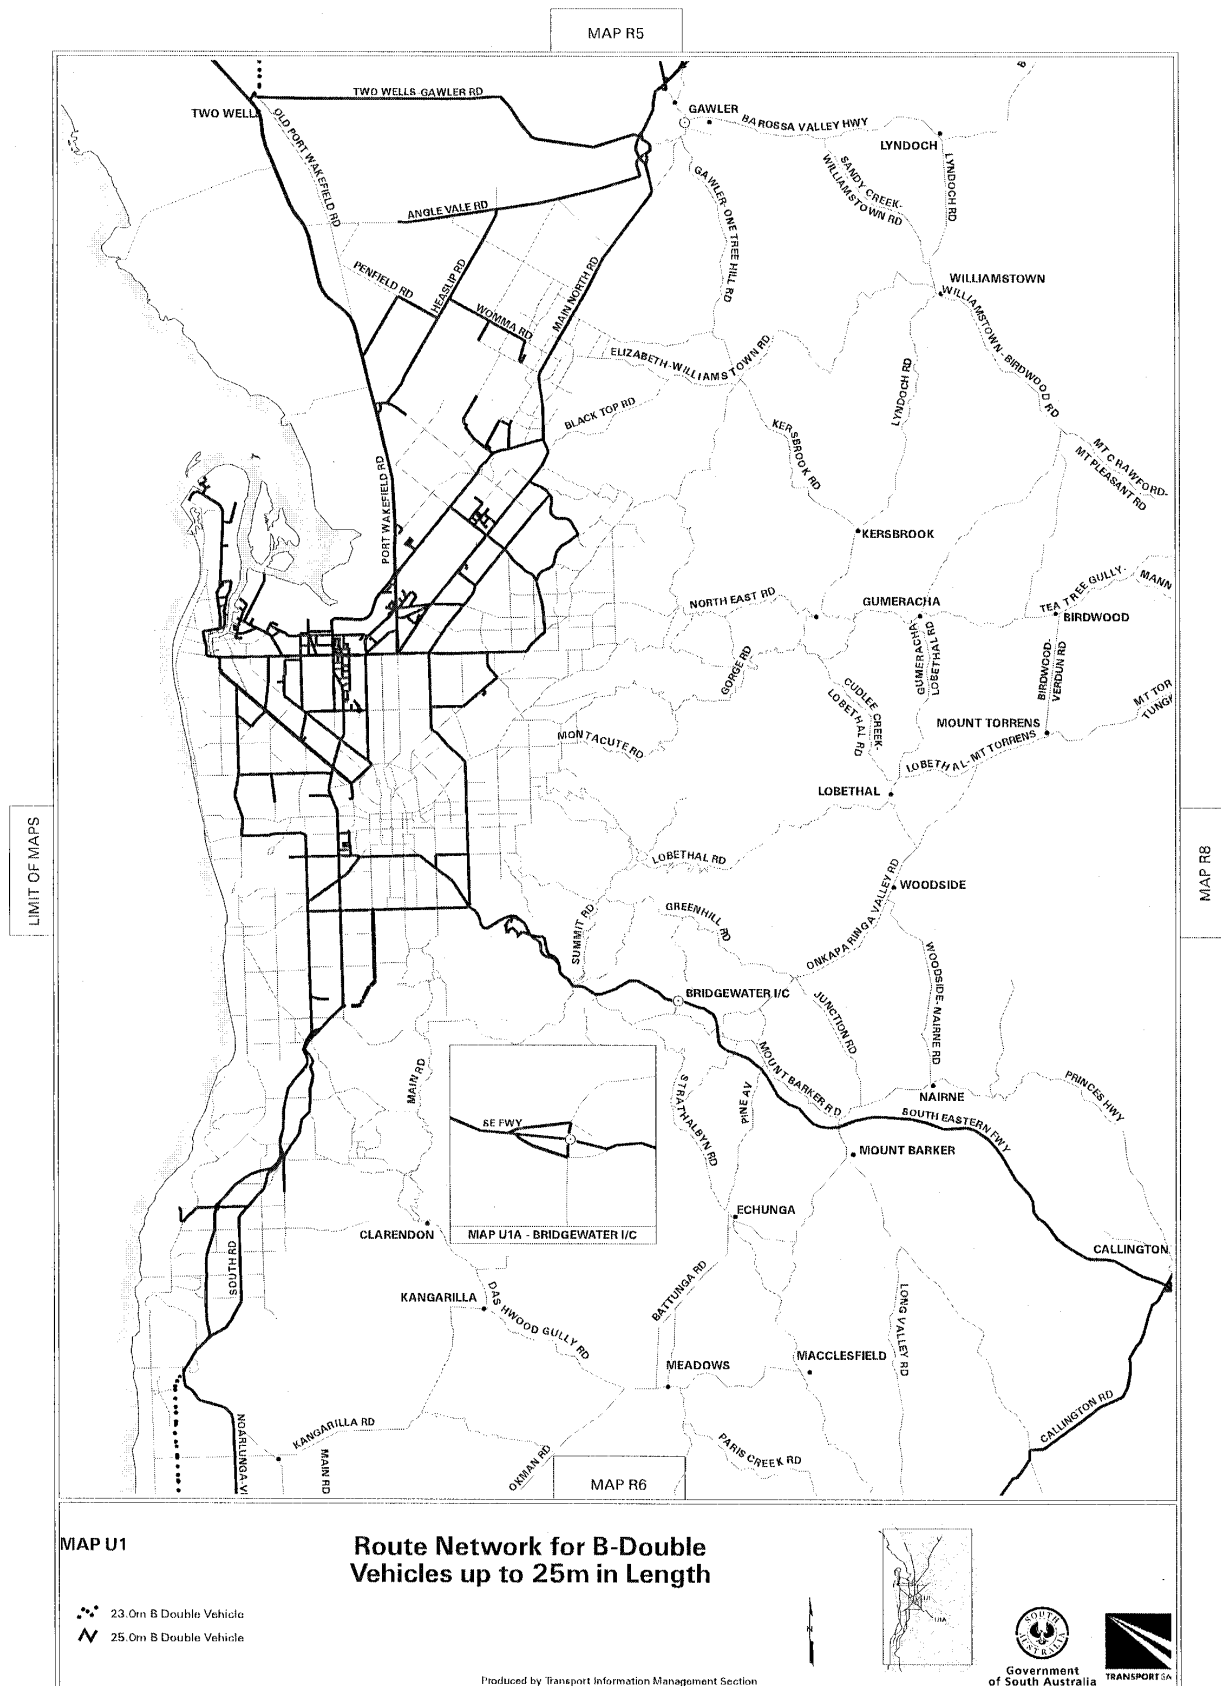 MAP R5
TWO WELLS-GAWLER RD
TWO WELLS
OLD PORT WAKEFIELD RD
GAWLER
BAROSSA VALLEY HWY
LYNDOCH
SANDY CREEK-
WILLIAMSTOWN RD
LYNDOCH RD
GAWLER-ONE TREE HILL RD
ANGLE VALE RD
PENFIELD RD
HEASLIP RD
WOMMA RD
MAIN NORTH RD
WILLIAMSTOWN
WILLIAMSTOWN - BIRDWOOD RD
ELIZABETH-WILLIAMSTOWN RD
LYNDOCH RD
BLACK TOP RD
KERSBROOK RD
MT CRAWFORD-
MT PLEASANT RD
PORT WAKEFIELD RD
KERSBROOK
NORTH EAST RD
GUMERACHA
TEA TREE GULLY-
MANN
BIRDWOOD
GUMERACHA-
LOBETHAL RD
BIRDWOOD-
VERDUN RD
GORGE RD
CUDLEE CREEK-
LOBETHAL RD
MT TOR
TUNGK
MOUNT TORRENS
MONTACUTE RD
LOBETHAL-MT TORRENS
LOBETHAL
LIMIT OF MAPS
MAP R8
LOBETHAL RD
WOODSIDE
GREENHILL RD
SUMMIT RD
ONKAPARINGA VALLEY RD
WOODSIDE-NAIRNE RD
BRIDGEWATER I/C
JUNCTION RD
MAIN RD
STRATHALBYN RD
PINE AV
MOUNT BARKER RD
NAIRNE
PRINCES HWY
SOUTH EASTERN FWY
SE FWY
MOUNT BARKER
ECHUNGA
CLARENDON
MAP U1A - BRIDGEWATER I/C
CALLINGTON
SOUTH RD
KANGARILLA
DASHWOOD GULLY RD
BATTUNGA RD
LONG VALLEY RD
MEADOWS
MACCLESFIELD
CALLINGTON RD
NOARLUNGA-VI
KANGARILLA RD
MAIN RD
OKMAN RD
PARIS CREEK RD
MAP R6
MAP U1
Route Network for B-Double
Vehicles up to 25m in Length
23.0m B Double Vehicle
25.0m B Double Vehicle
N
U1
U1A
SOUTH AUSTRALIA
Government
of South Australia
TRANSPORT SA
Produced by Transport Information Management Section